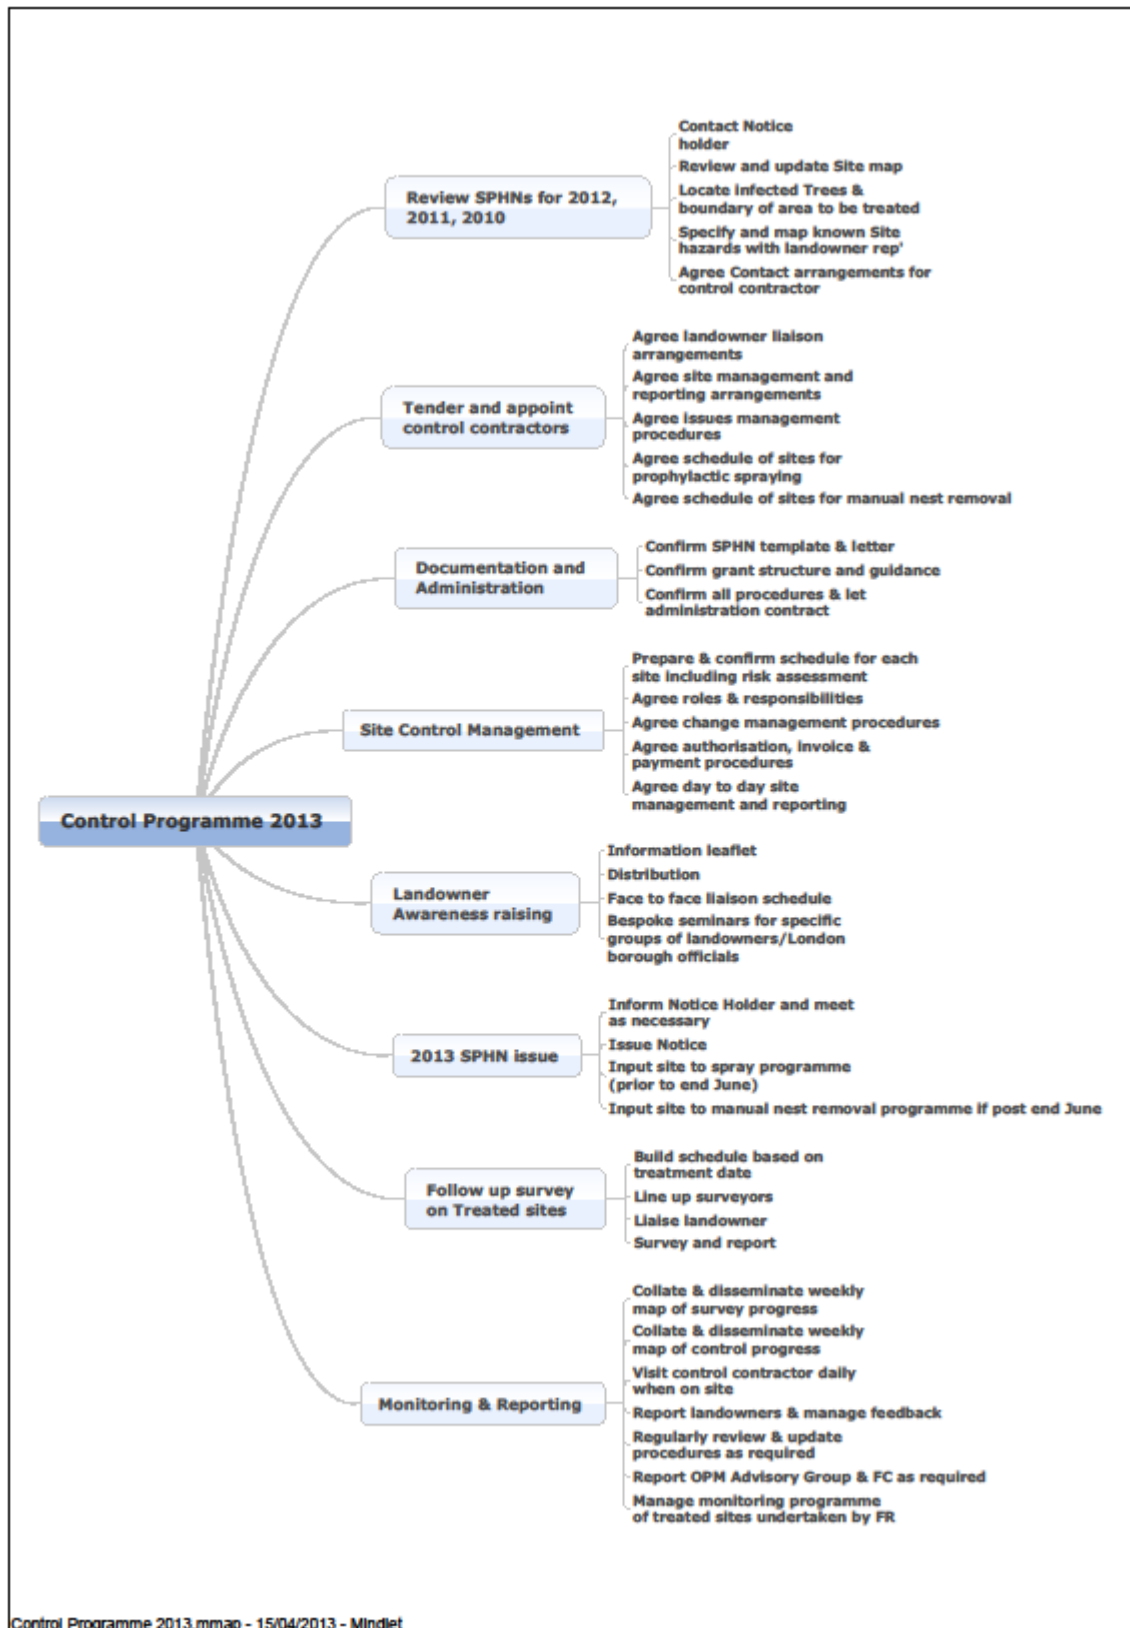 Contact Notice
holder
Review and update Site map
Review SPHNs for 2012,
2011, 2010
Locate infected Trees &
boundary of area to be treated
Specify and map known Site
hazards with landowner rep'
Agree Contact arrangements for
control contractor
Agree landowner liaison
arrangements
Agree site management and
reporting arrangements
Tender and appoint
control contractors
Agree issues management
procedures
Agree schedule of sites for
prophylactic spraying
Agree schedule of sites for manual nest removal
Documentation and
Administration
Confirm SPHN template & letter
Confirm grant structure and guidance
Confirm all procedures & let
administration contract
Prepare & confirm schedule for each
site including risk assessment
Agree roles & responsibilities
Site Control Management
Agree change management procedures
Agree authorisation, invoice &
payment procedures
Agree day to day site
management and reporting
Control Programme 2013
Information leaflet
Distribution
Landowner
Awareness raising
Face to face liaison schedule
Bespoke seminars for specific
groups of landowners/London
borough officials
Inform Notice Holder and meet
as necessary
Issue Notice
2013 SPHN issue
Input site to spray programme
(prior to end June)
Input site to manual nest removal programme if post end June
Build schedule based on
treatment date
Follow up survey
on Treated sites
Line up surveyors
Liaise landowner
Survey and report
Collate & disseminate weekly
map of survey progress
Collate & disseminate weekly
map of control progress
Visit control contractor daily
when on site
Monitoring & Reporting
Report landowners & manage feedback
Regularly review & update
procedures as required
Report OPM Advisory Group & FC as required
Manage monitoring programme
of treated sites undertaken by FR
Control Programme 2013.mmap - 15/04/2013 - Mindjet